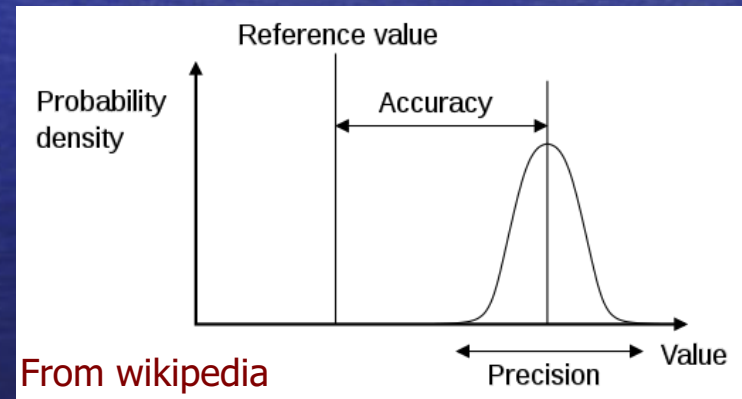 Reference value
Probability
density
Accuracy
Value
Precision
From wikipedia